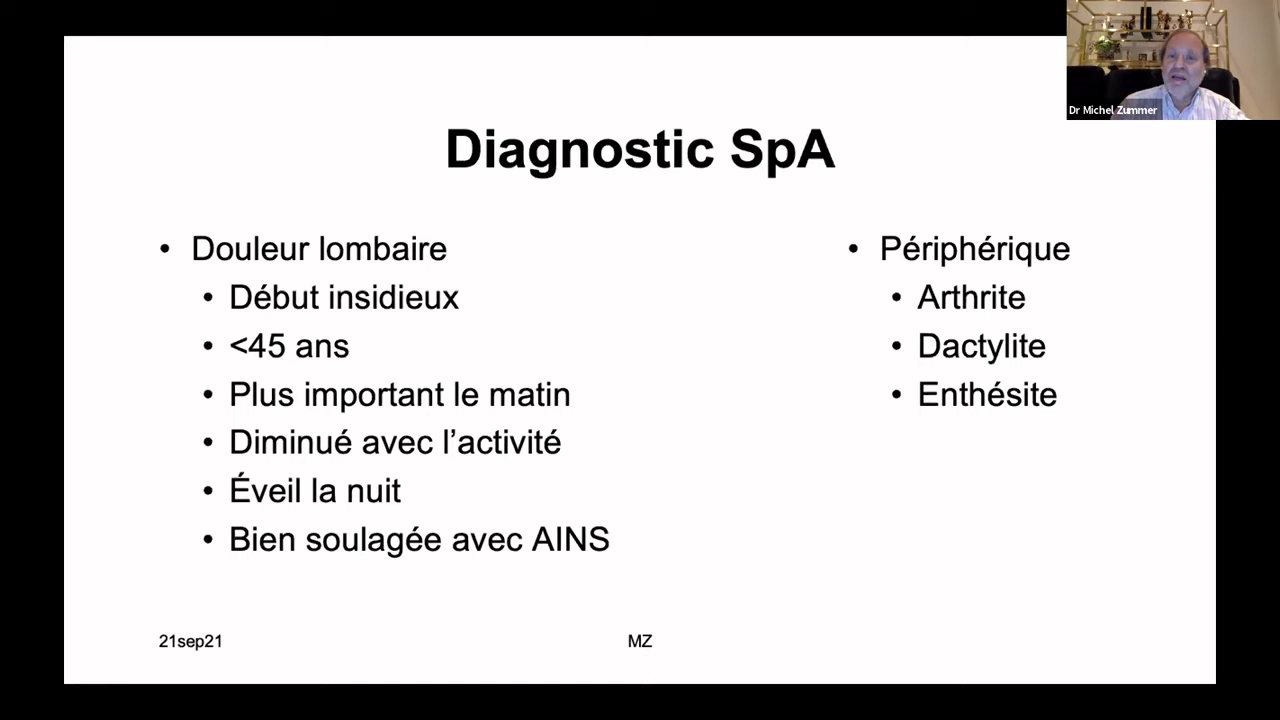 Dr Michel Zummer
Diagnostic SpA
• Douleur lombaire
• Début insidieux
• <45 ans
• Plus important le matin
• Diminué avec l’activité
• Éveil la nuit
• Bien soulagée avec AINS
• Périphérique
• Arthrite
• Dactylite
• Enthésite
21sep21
MZ